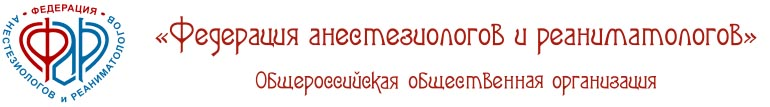 • ФЕДЕРАЦИЯ •
АНЕСТЕЗИОЛОГОВ И РЕАНИМАТОЛОГОВ
ФАР
«Федерация анестезиологов и реаниматологов»
Общероссийская общественная организация